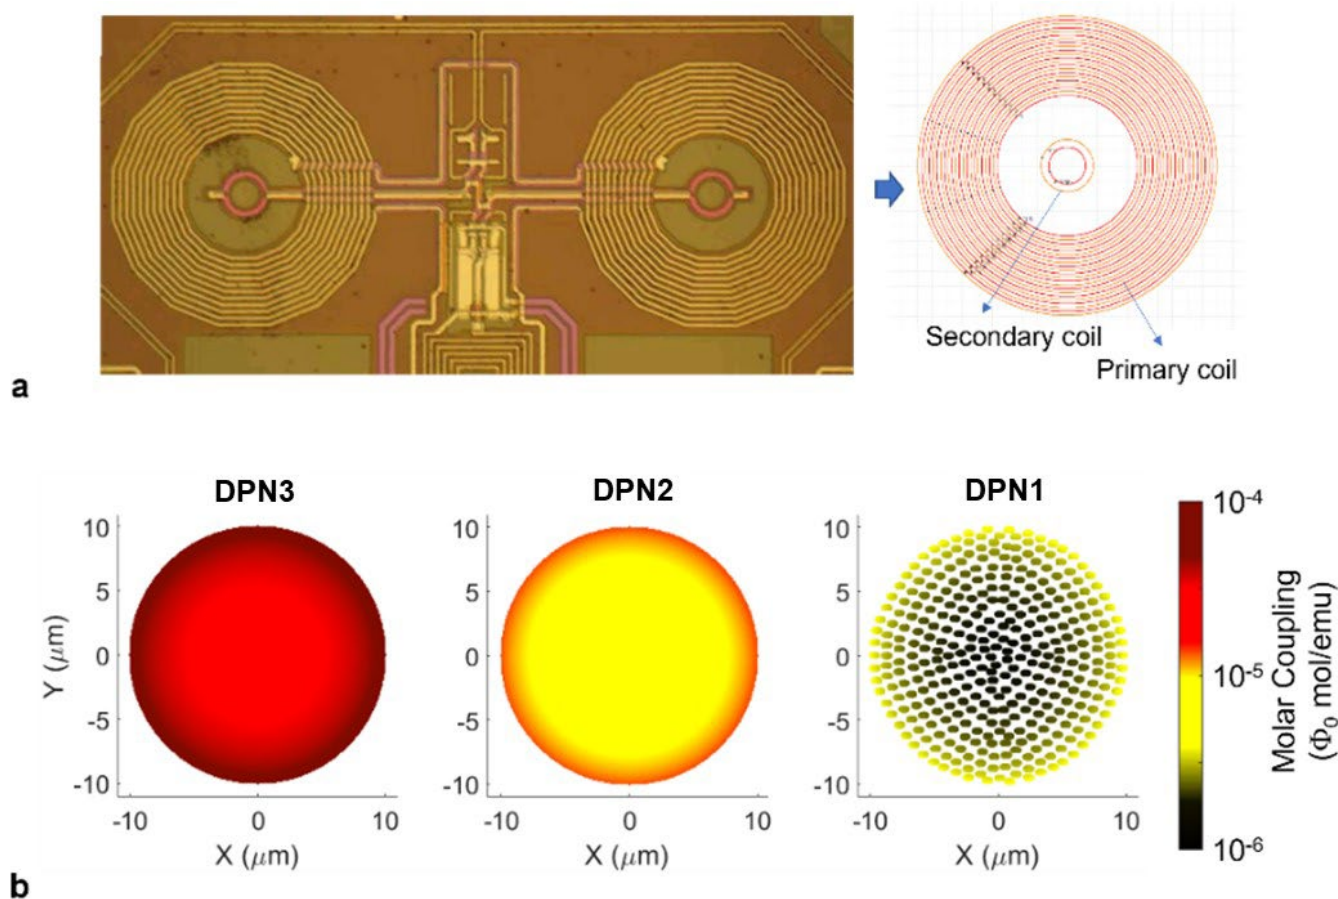 Secondary coil
Primary coil
a
DPN3
DPN2
DPN1
10
5
0
-5
-10
Y (μm)
-10 0 10
X (μm)
10
5
0
-5
-10
-10 0 10
X (μm)
10
5
0
-5
-10
-10 0 10
X (μm)
10⁻⁴
10⁻⁵
10⁻⁶
Molar Coupling
(Φ₀ mol/emu)
b